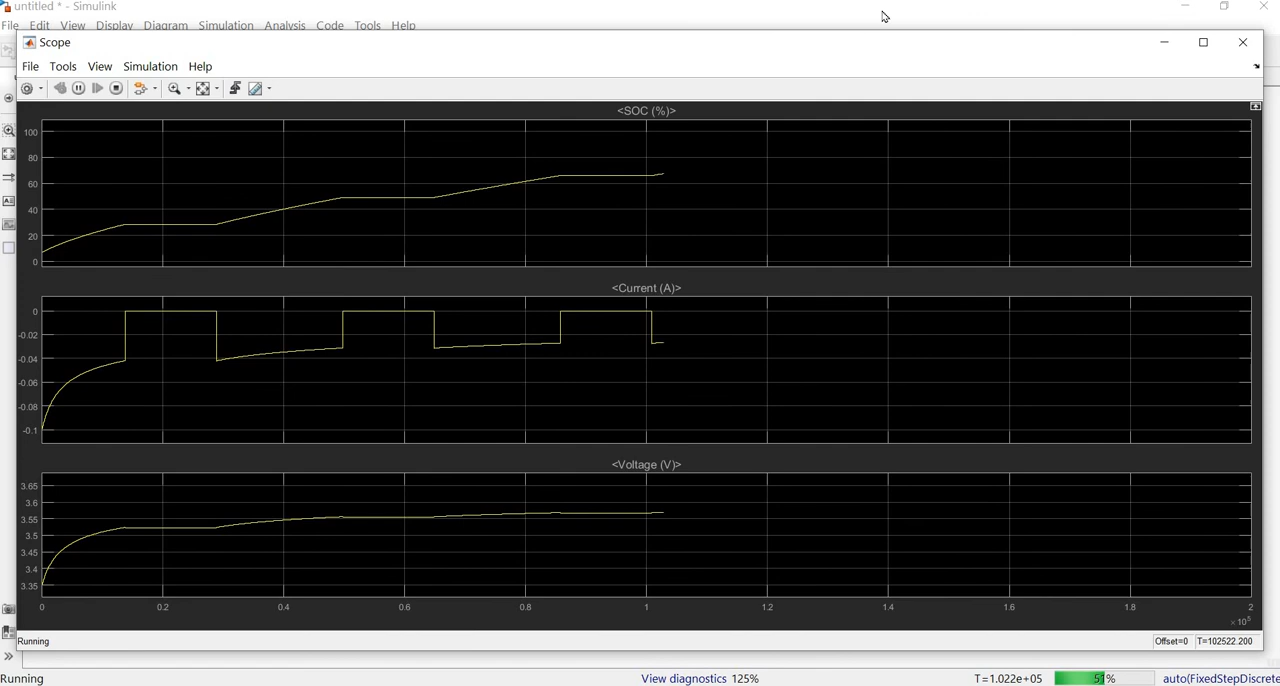 untitled * - Simulink
File Edit View Display Diagram Simulation Analysis Code Tools Help
Scope
File Tools View Simulation Help
<SOC (%)>
100
80
60
40
20
0
<Current (A)>
0
-0.02
-0.04
-0.06
-0.08
-0.1
<Voltage (V)>
3.65
3.6
3.55
3.5
3.45
3.4
3.35
0 0.2 0.4 0.6 0.8 1 1.2 1.4 1.6 1.8 2
× 10⁵
Running Offset=0 T=102522.200
Running View diagnostics 125% T=1.022e+05 51% auto(FixedStepDiscrete